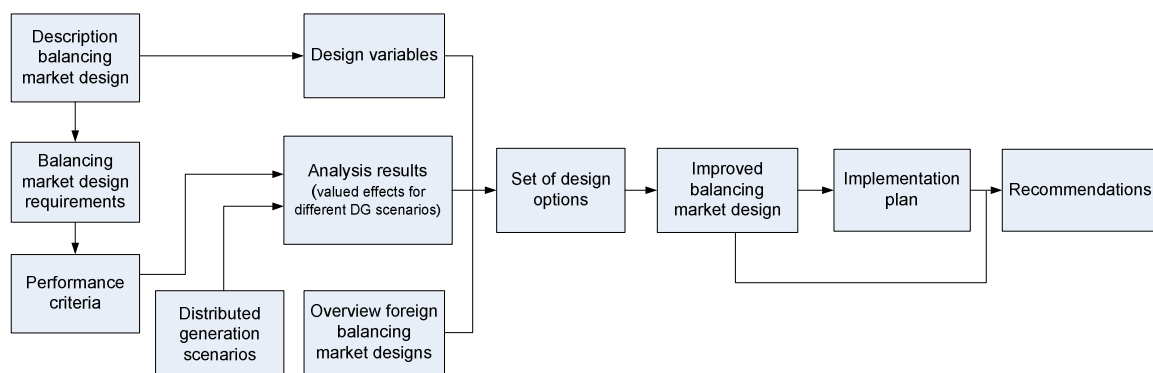 Description
balancing
market design
Design variables
Balancing
market design
requirements
Analysis results
(valued effects for
different DG scenarios)
Set of design
options
Improved
balancing
market design
Implementation
plan
Recommendations
Performance
criteria
Distributed
generation
scenarios
Overview foreign
balancing
market designs